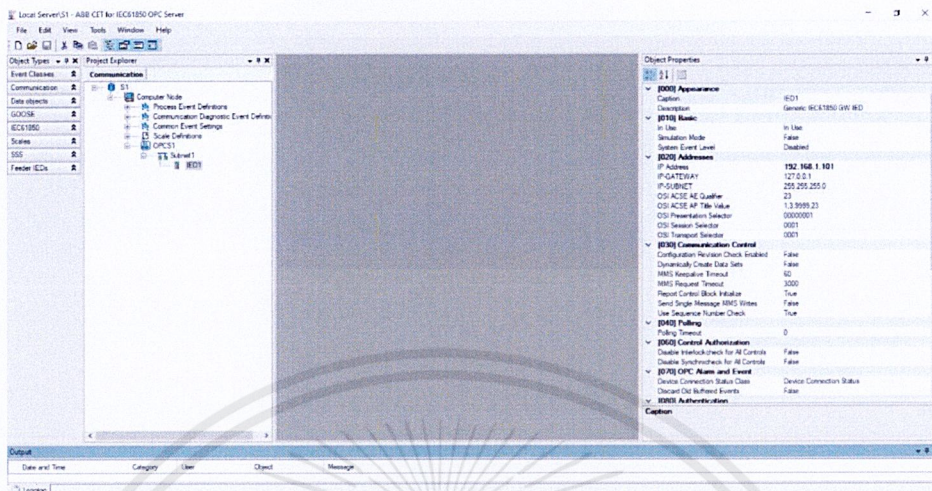 Local Server\S1 - ABB CET for IEC61850 OPC Server
File Edit View Tools Window Help
Object Types
Event Classes
Communication
Data objects
GOOSE
IEC61850
Scales
SSS
Feeder IEDs
Project Explorer
Communication
S1
Computer Node
Process Event Definitions
Communication Diagnostic Event Definiti
Common Event Settings
Scale Definitions
OPCS1
Subnet1
IED1
Object Properties
[000] Appearance
Caption IED1
Description Generic IEC61850 GW IED
[010] Basic
In Use In Use
Simulation Mode False
System Event Level Disabled
[020] Addresses
IP Address 192.168.1.101
IP-GATEWAY 127.0.0.1
IP-SUBNET 255.255.255.0
OSI ACSE AE Qualifier 23
OSI ACSE AP Title Value 1.3.9999.23
OSI Presentation Selector 00000001
OSI Session Selector 0001
OSI Transport Selector 0001
[030] Communication Control
Configuration Revision Check Enabled False
Dynamically Create Data Sets False
MMS Keepalive Timeout 60
MMS Request Timeout 3000
Report Control Block Initialize True
Send Single Message MMS Writes False
Use Sequence Number Check True
[040] Polling
Polling Timeout 0
[060] Control Authorization
Disable Interlockcheck for All Controls False
Disable Synchrocheck for All Controls False
[070] OPC Alarm and Event
Device Connection Status Class Device Connection Status
Discard Old Buffered Events False
[080] Authentication
Caption
Output
Date and Time Category User Object Message